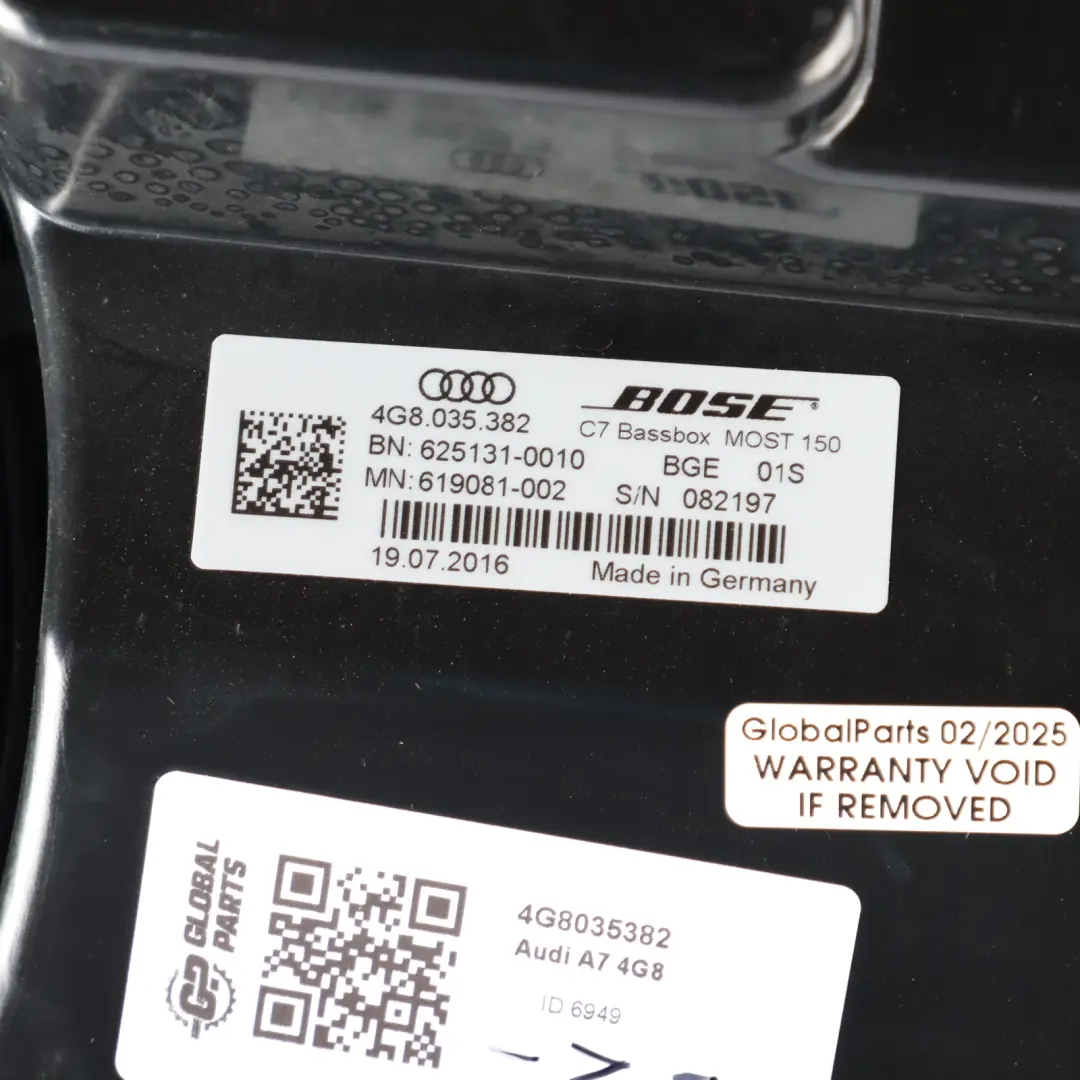 4G8.035.382
BOSE®
C7 Bassbox MOST 150
BN: 625131-0010
BGE 01S
MN: 619081-002
S/N 082197
19.07.2016
Made in Germany
GlobalParts 02/2025
WARRANTY VOID
IF REMOVED
GLOBAL
PARTS
4G8035382
Audi A7 4G8
ID 6949